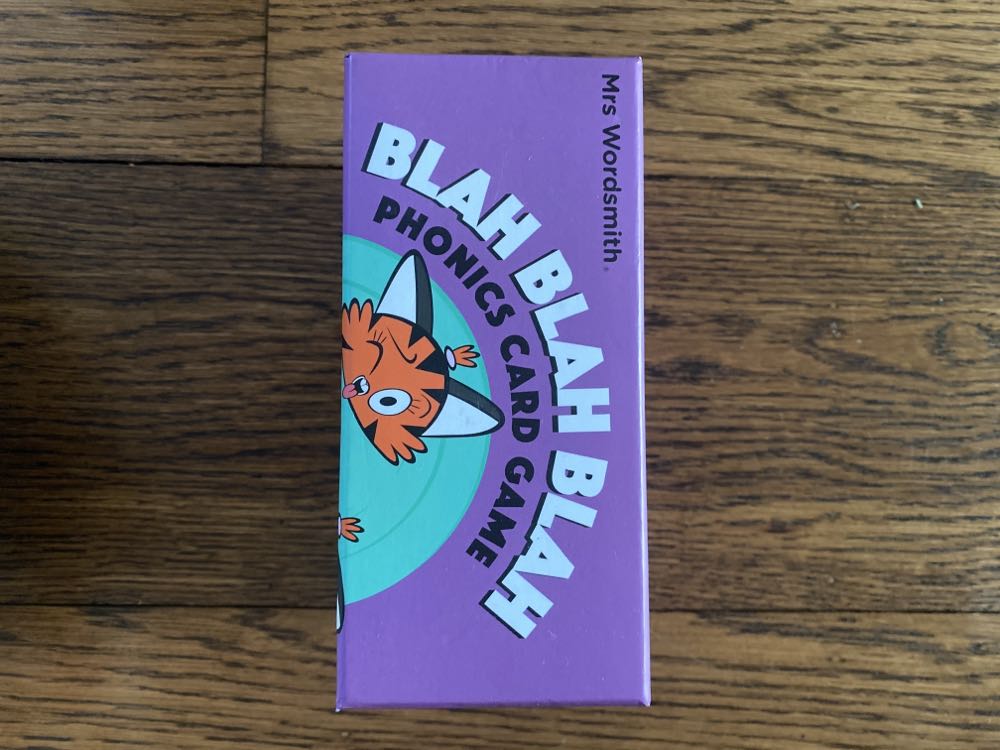 Mrs Wordsmith.
BLAH BLAH BLAH
PHONICS CARD GAME